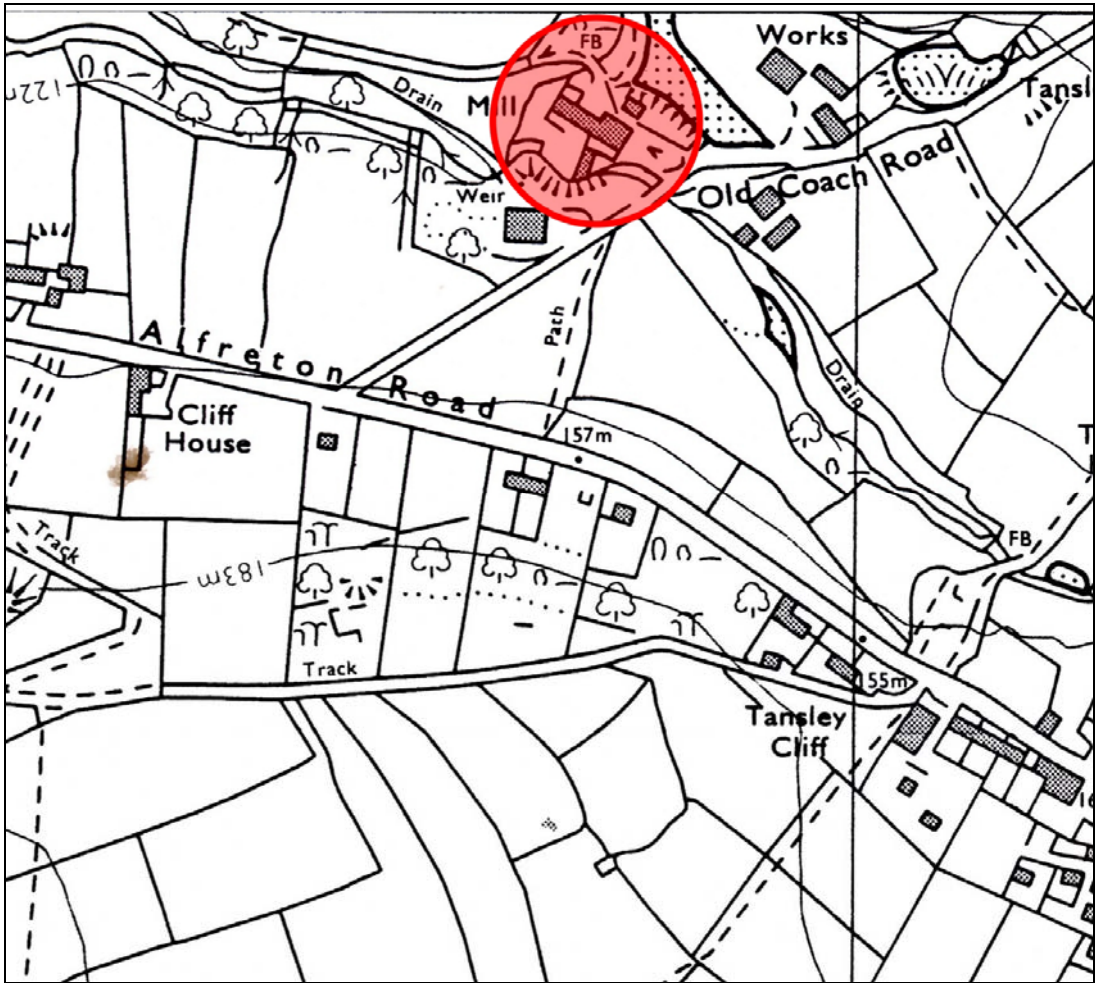 FB
Works
122m
Drain
Mill
Tansl
Old Coach Road
Weir
Path
Alfreton Road
Drain
Cliff
House
157m
T
Track
FB
183m
Track
155m
Tansley
Cliff
16